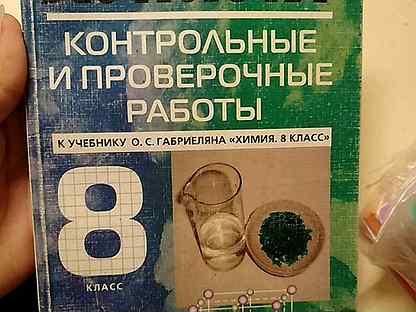 КОНТРОЛЬНЫЕ
И ПРОВЕРОЧНЫЕ
РАБОТЫ
К УЧЕБНИКУ О. С. ГАБРИЕЛЯНА «ХИМИЯ. 8 КЛАСС»
8
КЛАСС